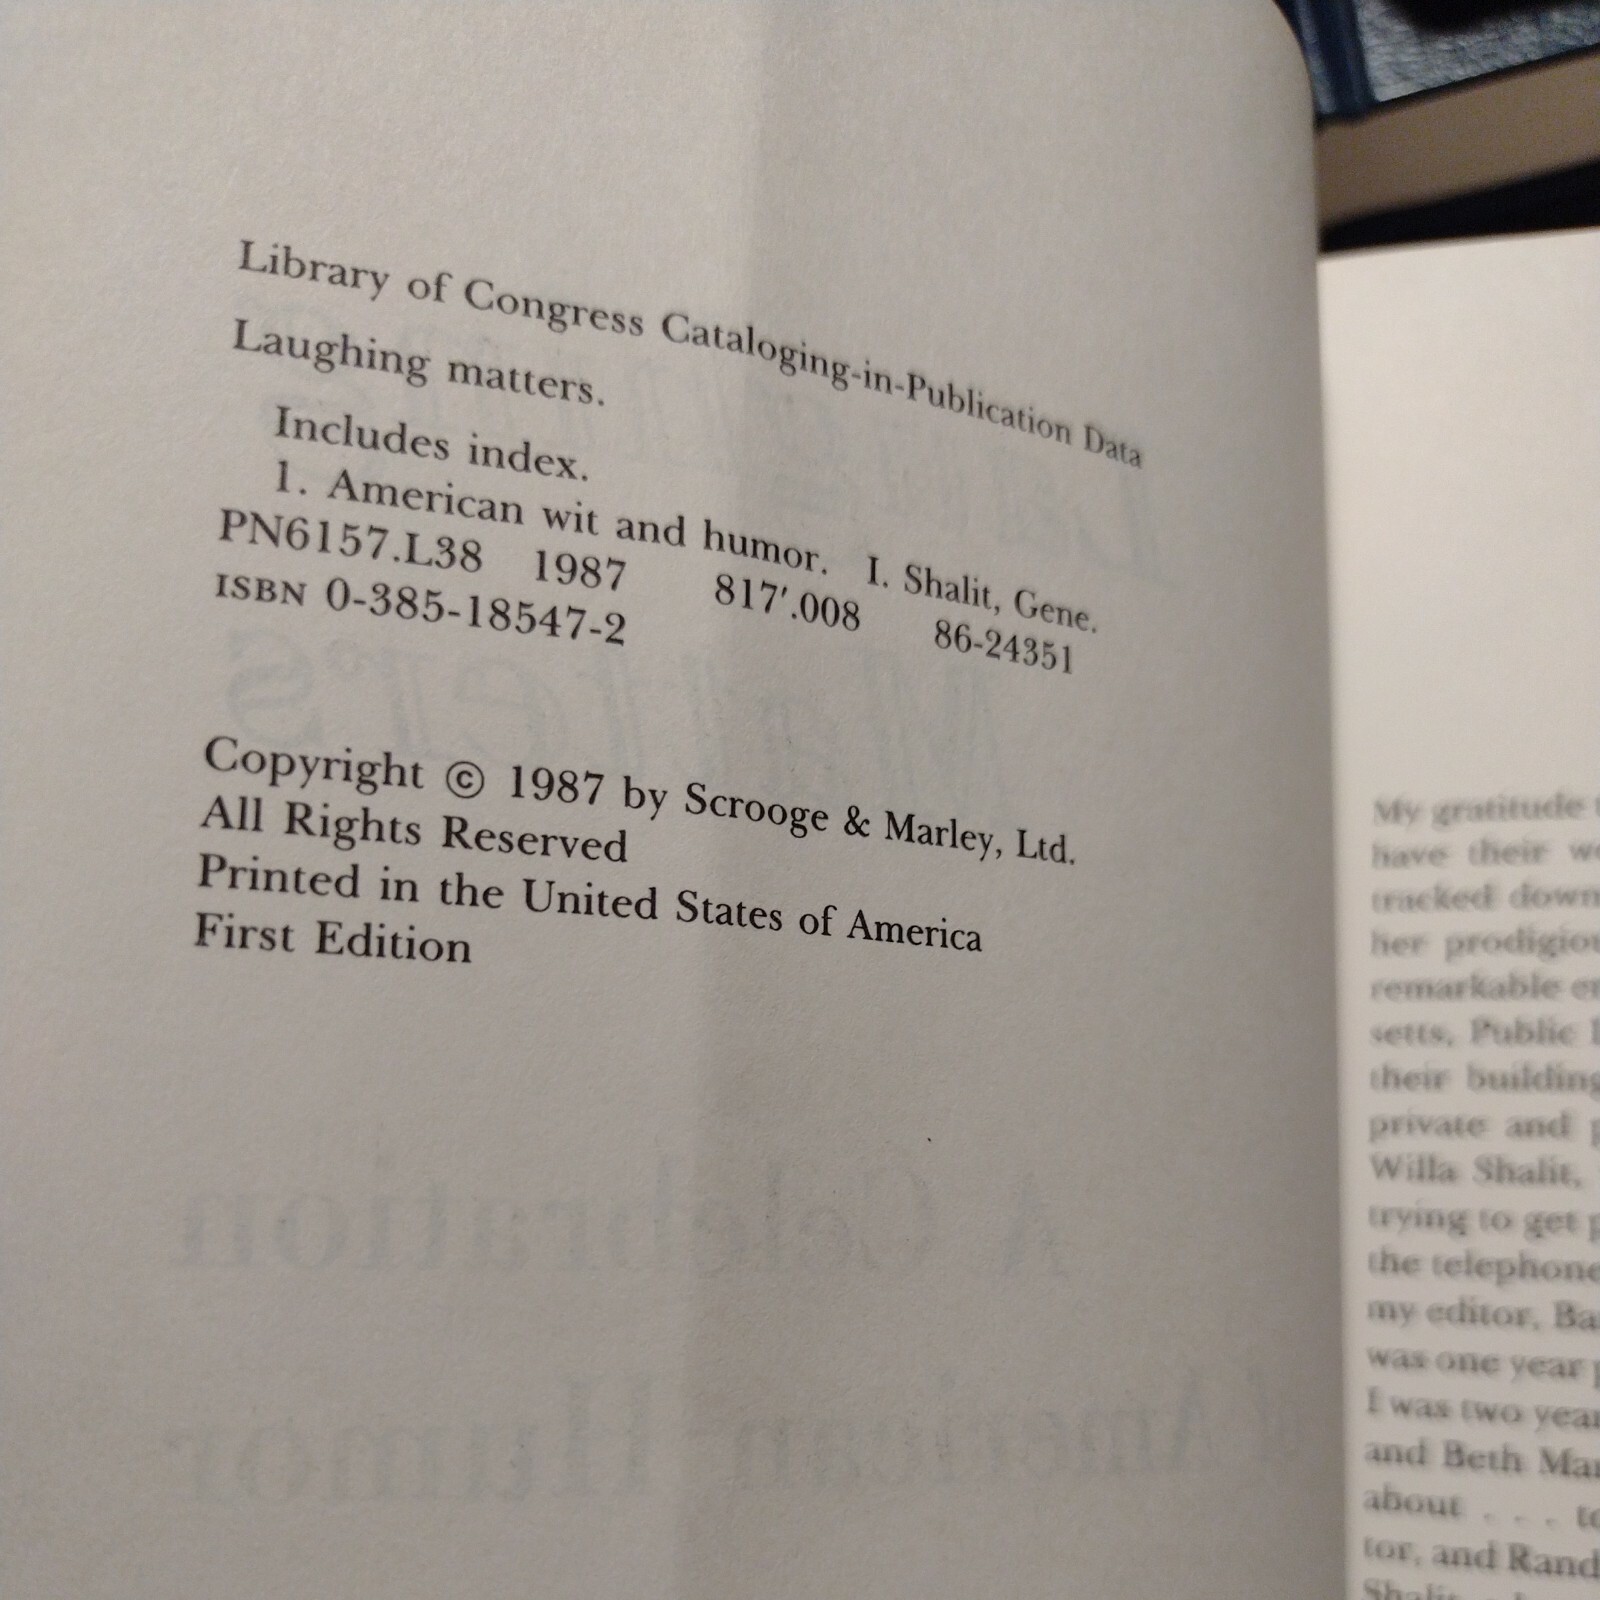 Library of Congress Cataloging-in-Publication Data
Laughing matters.
Includes index.
1. American wit and humor. I. Shalit, Gene.
PN6157.L38 1987 817′.008 86-24351
ISBN 0-385-18547-2
Copyright © 1987 by Scrooge & Marley, Ltd.
All Rights Reserved
Printed in the United States of America
First Edition
My gratitude
have their
tracked down
her
remarkable
setts, Public
their building
private and
Willa Shalit,
trying to get
the telephone
my editor,
was one year
I was two
and Beth
about . . .
tor, and